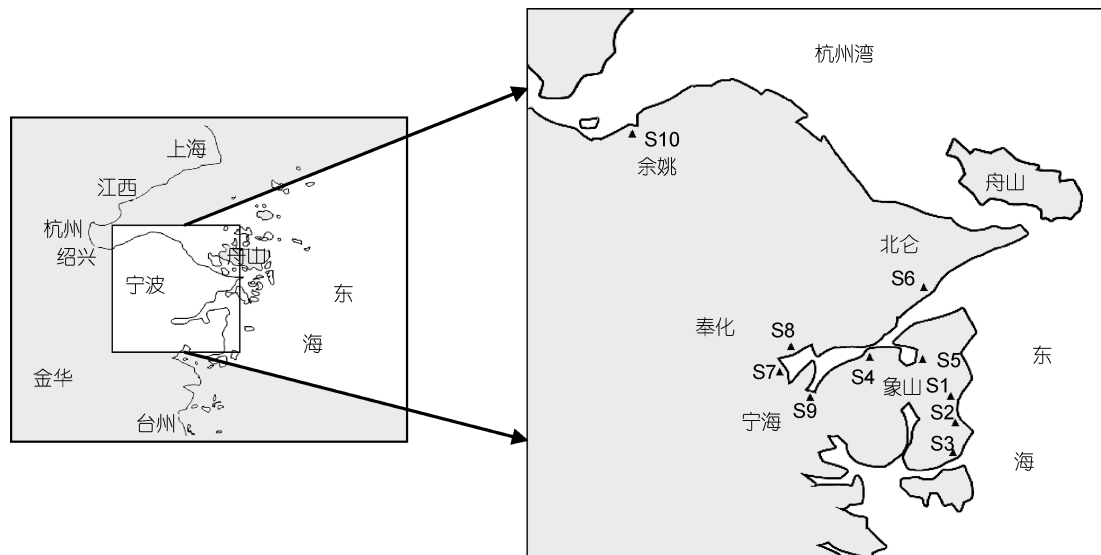 上海
江西
杭州
绍兴
舟山
宁波
东
海
金华
台州
杭州湾
S10
余姚
舟山
北仑
S6
奉化
S8
东
S7
S4
S5
象山
S1
S9
宁海
S2
S3
海